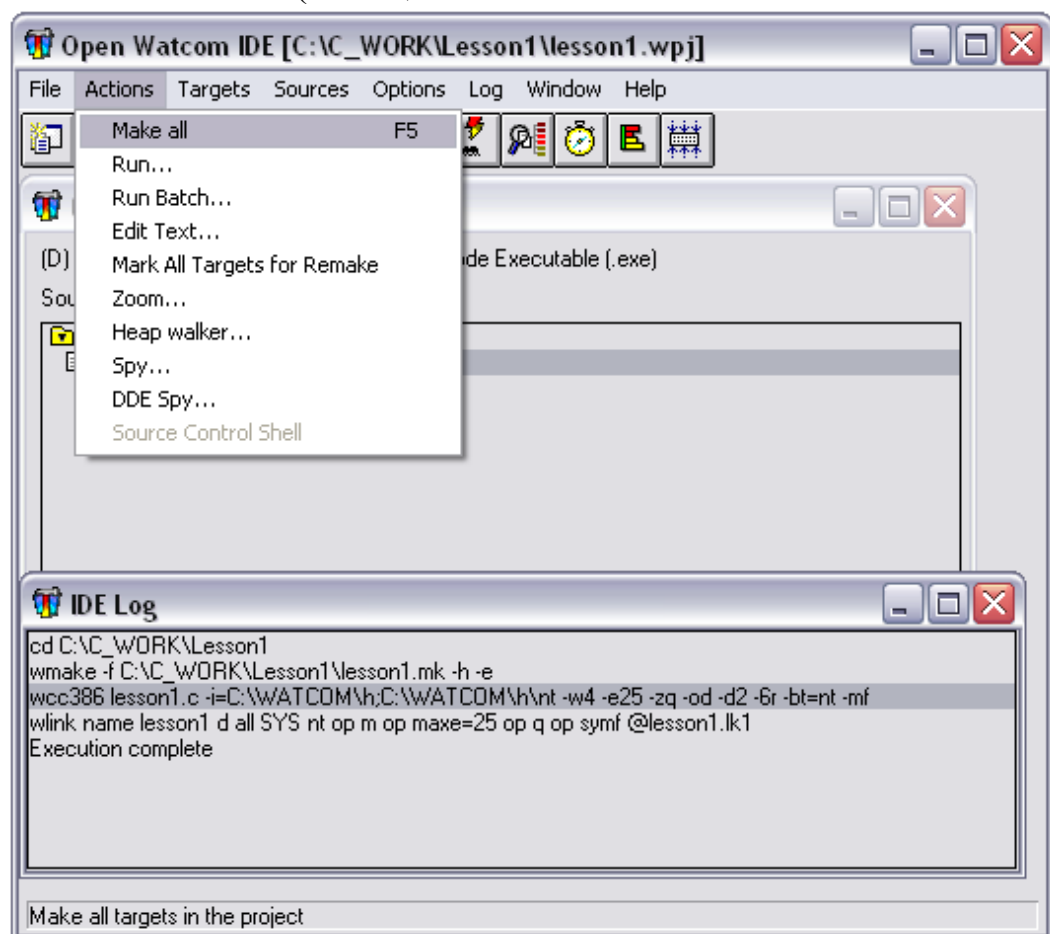 Open Watcom IDE [C:\C_WORK\Lesson1\lesson1.wpj]
File Actions Targets Sources Options Log Window Help
Make all F5
Run...
Run Batch...
Edit Text...
(D)
Mark All Targets for Remake
Executable (.exe)
Zoom...
Heap walker...
Spy...
DDE Spy...
Source Control Shell
IDE Log
cd C:\C_WORK\Lesson1
wmake -f C:\C_WORK\Lesson1\lesson1.mk -h -e
wcc386 lesson1.c -i=C:\WATCOM\h;C:\WATCOM\h\nt -w4 -e25 -zq -od -d2 -6r -bt=nt -mf
wlink name lesson1 d all SYS nt op m op maxe=25 op q op symf @lesson1.lk1
Execution complete
Make all targets in the project